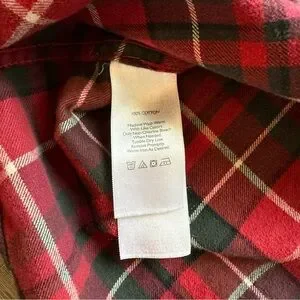 100% COTTON
Machine Wash Warm
With Like Colors
Only Non-Chlorine Bleach
When Needed
Tumble Dry Low
Remove Promptly
Warm Iron As Desired